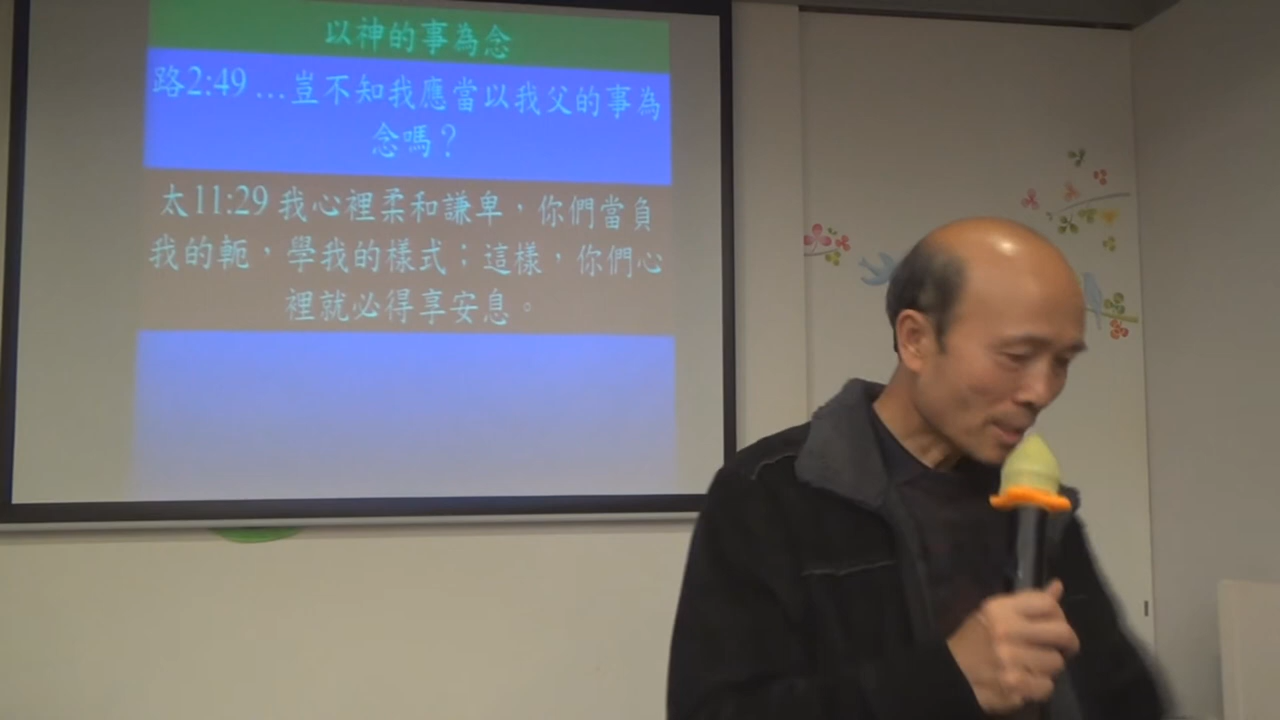 以神的事為念
路2:49 …豈不知我應當以我父的事為
念嗎？
太11:29 我心裡柔和謙卑，你們當負
我的軛，學我的樣式；這樣，你們心
裡就必得享安息。